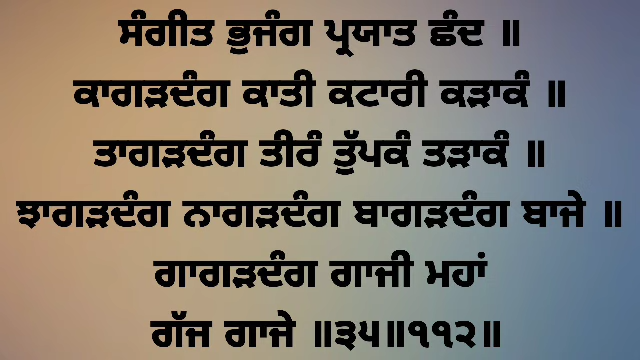 ਸੰਗੀਤ ਭੁਜੰਗ ਪ੍ਰਯਾਤ ਛੰਦ ॥
ਕਾਗੜਦੰਗ ਕਾਤੀ ਕਟਾਰੀ ਕੜਾਕੰ ॥
ਤਾਗੜਦੰਗ ਤੀਰੰ ਤੁੱਪਕੰ ਤੜਾਕੰ ॥
ਝਾਗੜਦੰਗ ਨਾਗੜਦੰਗ ਬਾਗੜਦੰਗ ਬਾਜੇ ॥
ਗਾਗੜਦੰਗ ਗਾਜੀ ਮਹਾਂ
ਗੱਜ ਗਾਜੇ ॥੩੫॥੧੧੨॥